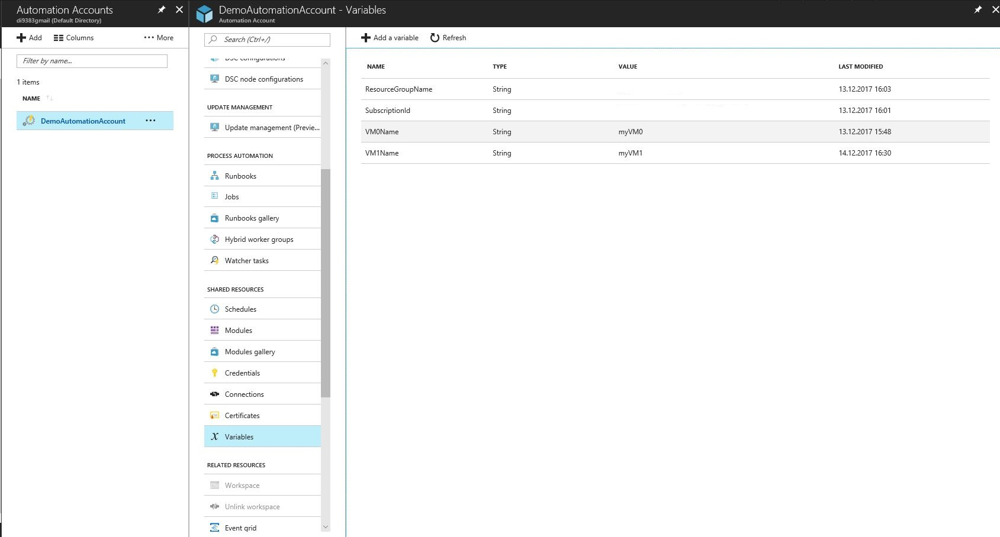 Automation Accounts
di9383gmail (Default Directory)
Add
Columns
More
Filter by name...
1 items
NAME
DemoAutomationAccount
DemoAutomationAccount - Variables
Automation Account
Search (Ctrl+/)
DSC configurations
DSC node configurations
UPDATE MANAGEMENT
Update management (Previe...
PROCESS AUTOMATION
Runbooks
Jobs
Runbooks gallery
Hybrid worker groups
Watcher tasks
SHARED RESOURCES
Schedules
Modules
Modules gallery
Credentials
Connections
Certificates
Variables
RELATED RESOURCES
Workspace
Unlink workspace
Event grid
Add a variable Refresh
NAME TYPE VALUE LAST MODIFIED
ResourceGroupName String 13.12.2017 16:03
SubscriptionId String 13.12.2017 16:01
VM0Name String myVM0 13.12.2017 15:48
VM1Name String myVM1 14.12.2017 16:30